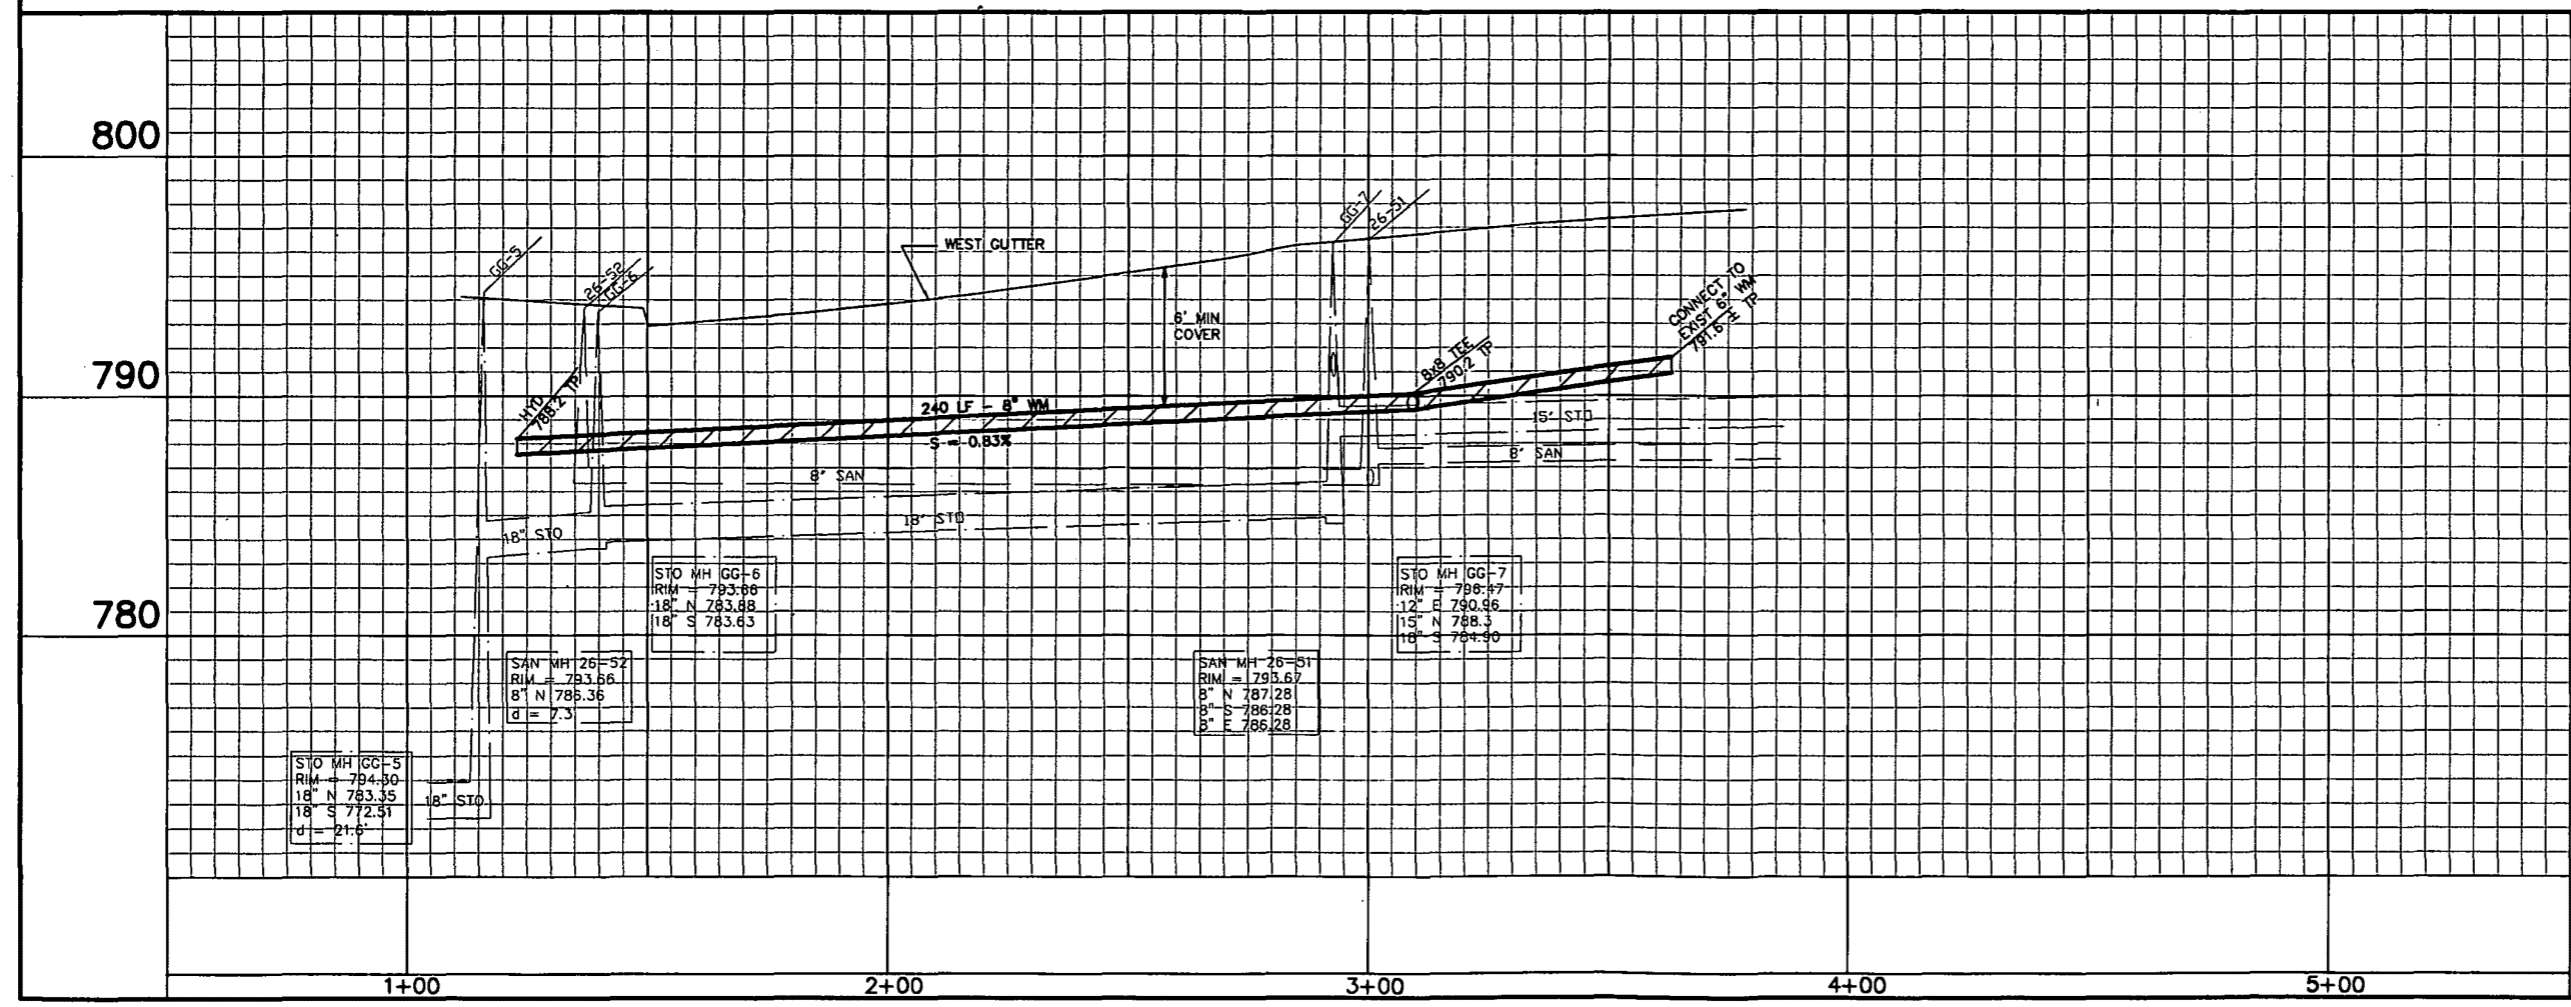 800
790
780
GG-5
26-52
GG-6
WEST GUTTER
6' MIN
COVER
GG-7
26-51
8x8 TEE
790.2 TP
CONNECT TO
EXIST 6" WM
791.6 ± TP
HYD
788.2 TP
240 LF - 8" WM
S = 0.83%
15" STO
8" SAN
8" SAN
18" STO
18" STO
STO MH GG-6
RIM = 793.66
18" N 783.88
18" S 783.63
STO MH GG-7
RIM = 796.47
12" E 790.96
15" N 788.3
18" S 784.90
SAN MH 26-52
RIM = 793.66
8" N 786.36
d = 7.3
SAN MH 26-51
RIM = 793.67
8" N 787.28
8" S 786.28
8" E 786.28
STO MH GG-5
RIM = 794.30
18" N 783.35
18" S 772.51
d = 21.8'
18" STO
1+00
2+00
3+00
4+00
5+00